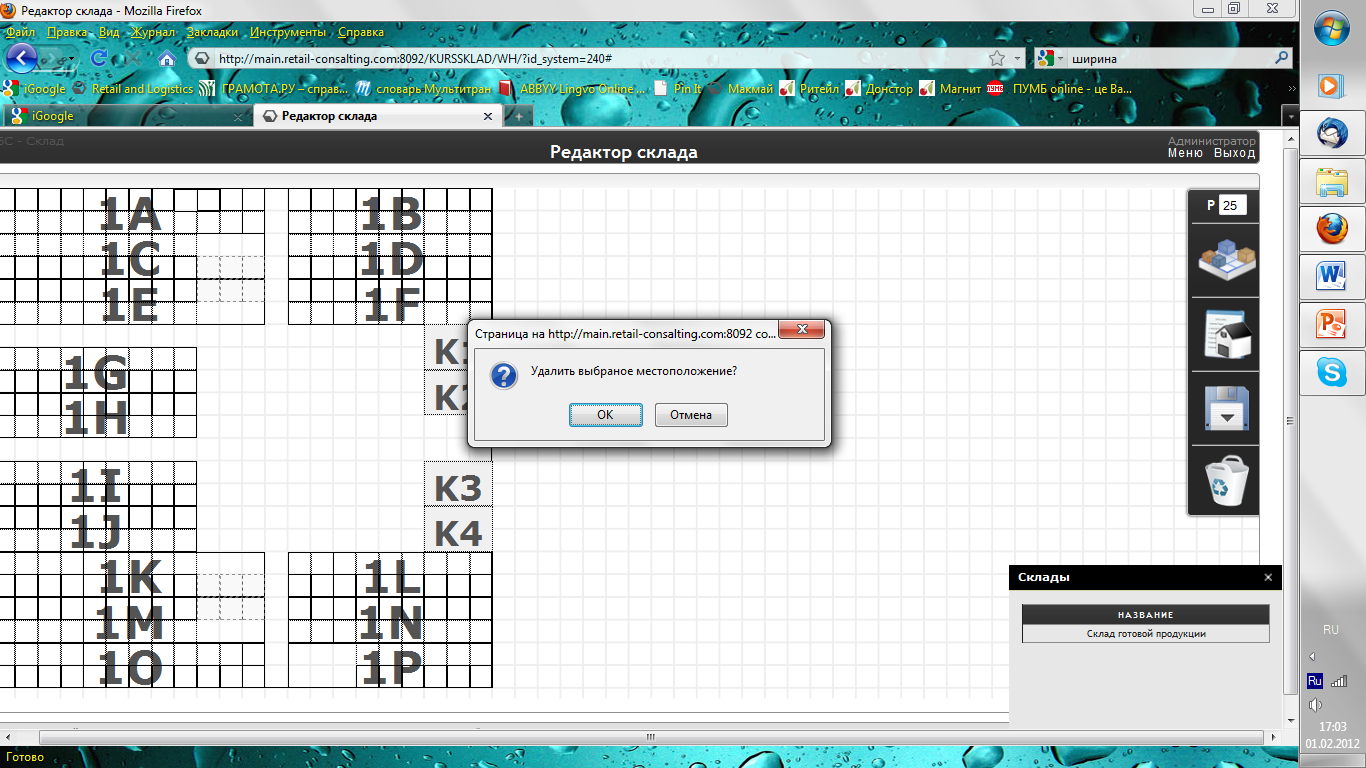 Редактор склада - Mozilla Firefox
Файл Правка Вид Журнал Закладки Инструменты Справка
http://main.retail-consalting.com:8092/KURSSKLAD/WH/?id_system=240#
ширина
iGoogle Retail and Logistics ГРАМОТА.РУ – справ... словарь Мультитран ABBYY Lingvo Online ... Pin It Макмай Ритейл Донстор Магнит ПУМБ online - це Ва...
iGoogle
Редактор склада
БС - Склад
Редактор склада
Администратор
Меню Выход
P 25
1A 1B
1C 1D
1E 1F
K1
1G
K2
1H
1I K3
1J K4
1K 1L
1M 1N
1O 1P
Страница на http://main.retail-consalting.com:8092 со...
Удалить выбраное местоположение?
ОК Отмена
Склады
НАЗВАНИЕ
Склад готовой продукции
RU
Ru
17:03
01.02.2012
Готово